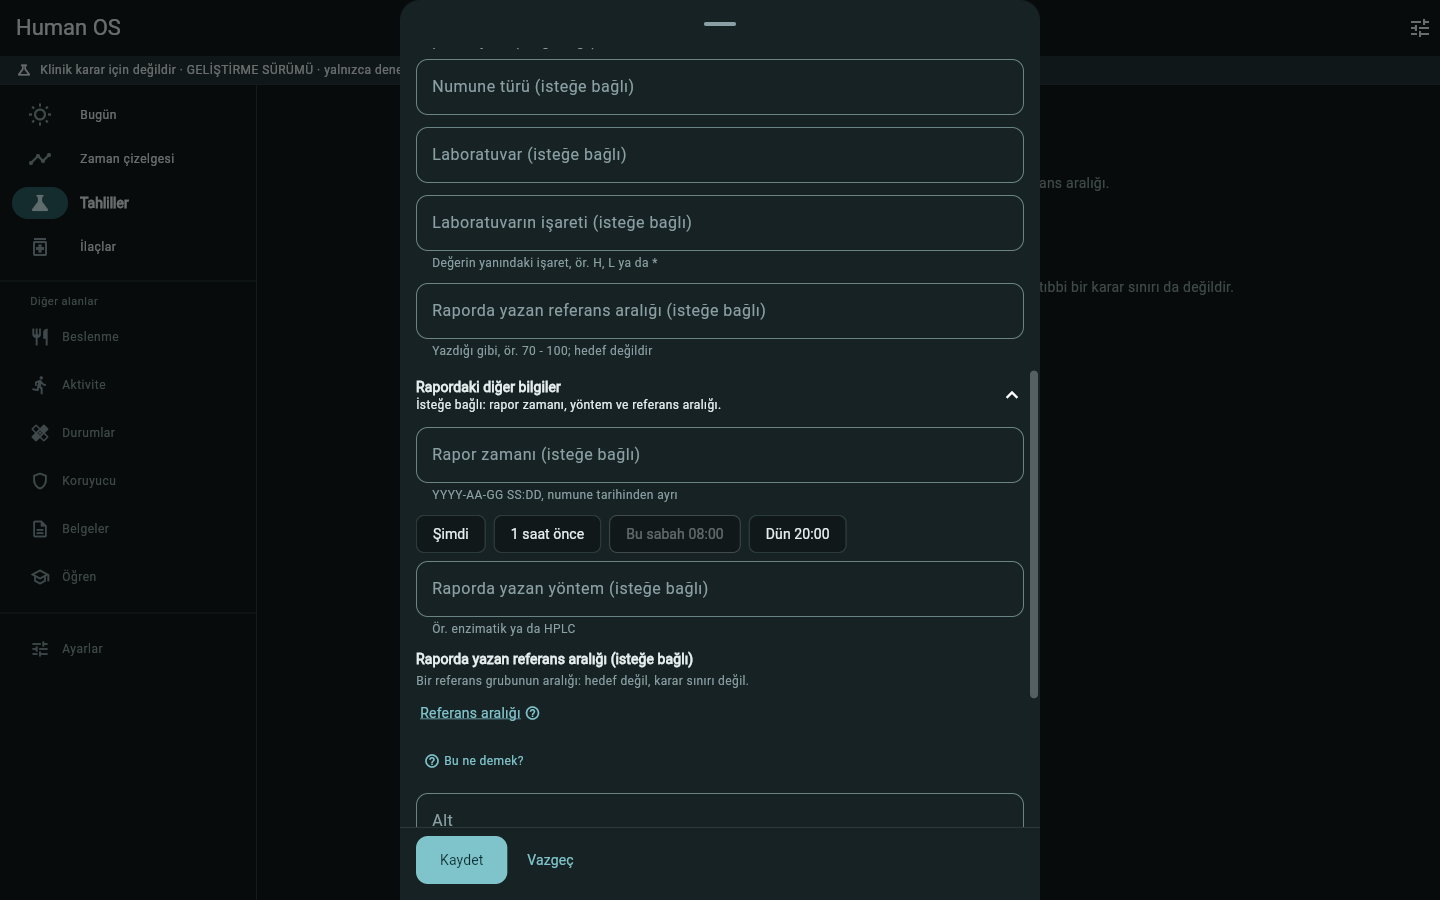 Human OS
Klinik karar için değildir · GELİŞTİRME SÜRÜMÜ · yalnızca dene
Bugün
Zaman çizelgesi
Tahliller
İlaçlar
Diğer alanlar
Beslenme
Aktivite
Durumlar
Koruyucu
Belgeler
Öğren
Ayarlar
Numune türü (isteğe bağlı)
Laboratuvar (isteğe bağlı)
Laboratuvarın işareti (isteğe bağlı)
Değerin yanındaki işaret, ör. H, L ya da *
Raporda yazan referans aralığı (isteğe bağlı)
Yazdığı gibi, ör. 70 - 100; hedef değildir
Rapordaki diğer bilgiler
İsteğe bağlı: rapor zamanı, yöntem ve referans aralığı.
Rapor zamanı (isteğe bağlı)
YYYY-AA-GG SS:DD, numune tarihinden ayrı
Şimdi
1 saat önce
Bu sabah 08:00
Dün 20:00
Raporda yazan yöntem (isteğe bağlı)
Ör. enzimatik ya da HPLC
Raporda yazan referans aralığı (isteğe bağlı)
Bir referans grubunun aralığı: hedef değil, karar sınırı değil.
Referans aralığı
Bu ne demek?
Alt
Kaydet
Vazgeç
ans aralığı.
tıbbi bir karar sınırı da değildir.